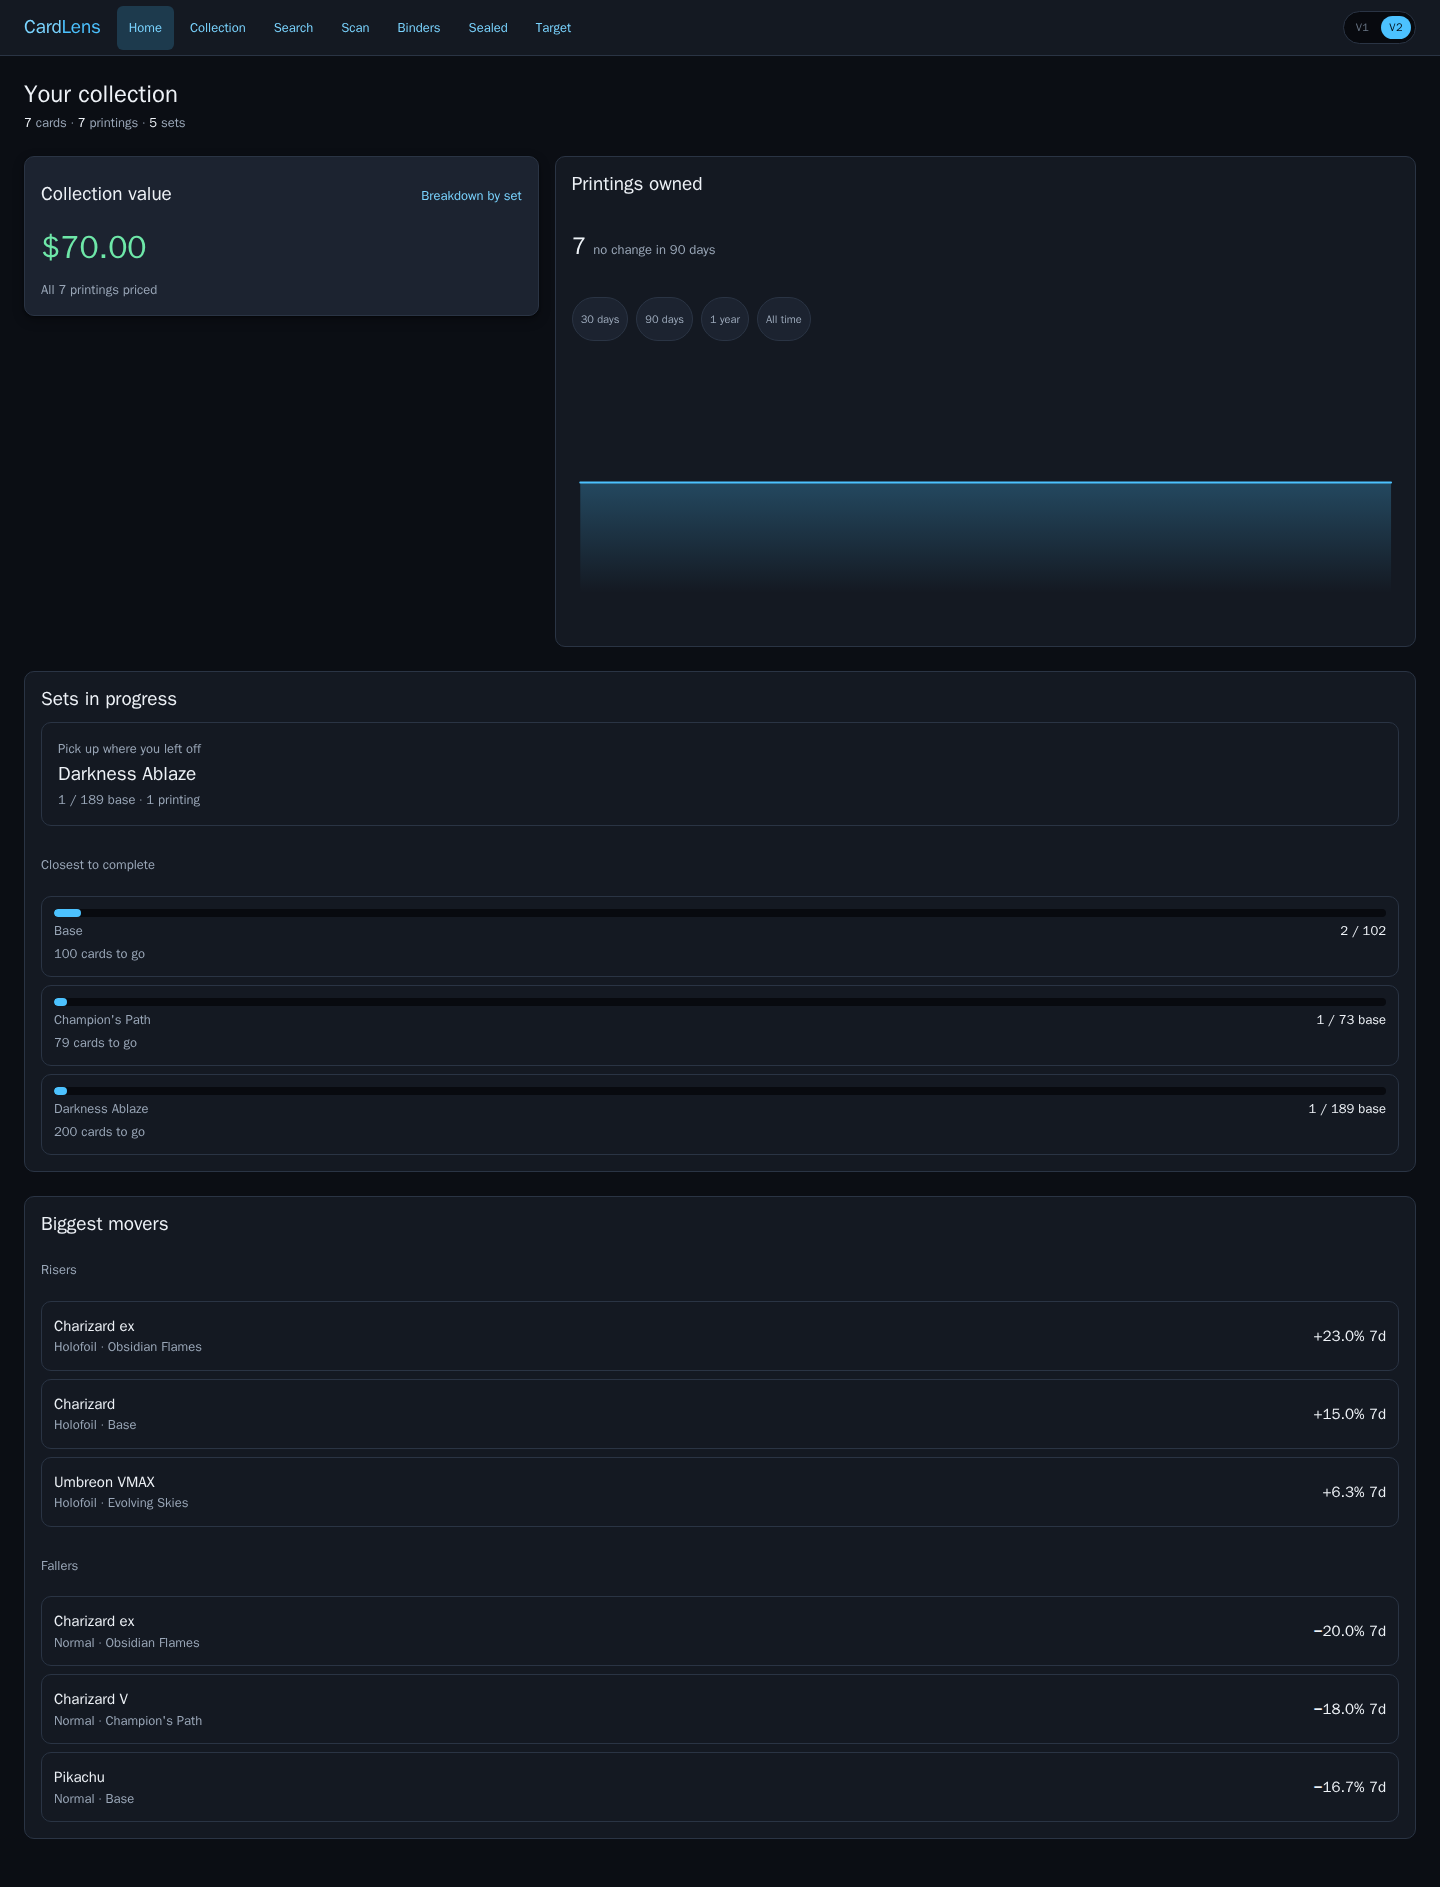 CardLens Home Collection Search Scan Binders Sealed Target V1 V2
Your collection
7 cards · 7 printings · 5 sets
Collection value Breakdown by set
$70.00
All 7 printings priced
Printings owned
7 no change in 90 days
30 days 90 days 1 year All time
Sets in progress
Pick up where you left off
Darkness Ablaze
1 / 189 base · 1 printing
Closest to complete
Base 2 / 102
100 cards to go
Champion's Path 1 / 73 base
79 cards to go
Darkness Ablaze 1 / 189 base
200 cards to go
Biggest movers
Risers
Charizard ex
Holofoil · Obsidian Flames
+23.0% 7d
Charizard
Holofoil · Base
+15.0% 7d
Umbreon VMAX
Holofoil · Evolving Skies
+6.3% 7d
Fallers
Charizard ex
Normal · Obsidian Flames
−20.0% 7d
Charizard V
Normal · Champion's Path
−18.0% 7d
Pikachu
Normal · Base
−16.7% 7d